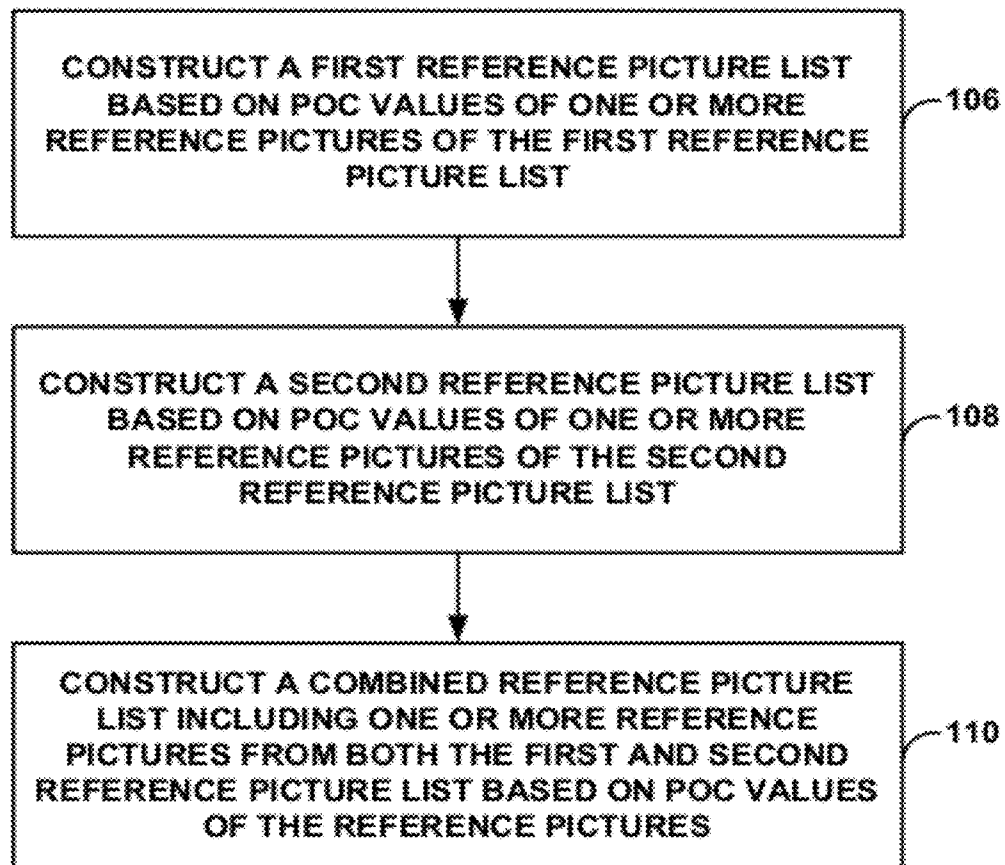 CONSTRUCT A FIRST REFERENCE PICTURE LIST
BASED ON POC VALUES OF ONE OR MORE
REFERENCE PICTURES OF THE FIRST REFERENCE
PICTURE LIST
106
CONSTRUCT A SECOND REFERENCE PICTURE LIST
BASED ON POC VALUES OF ONE OR MORE
REFERENCE PICTURES OF THE SECOND
REFERENCE PICTURE LIST
108
CONSTRUCT A COMBINED REFERENCE PICTURE
LIST INCLUDING ONE OR MORE REFERENCE
PICTURES FROM BOTH THE FIRST AND SECOND
REFERENCE PICTURE LIST BASED ON POC VALUES
OF THE REFERENCE PICTURES
110